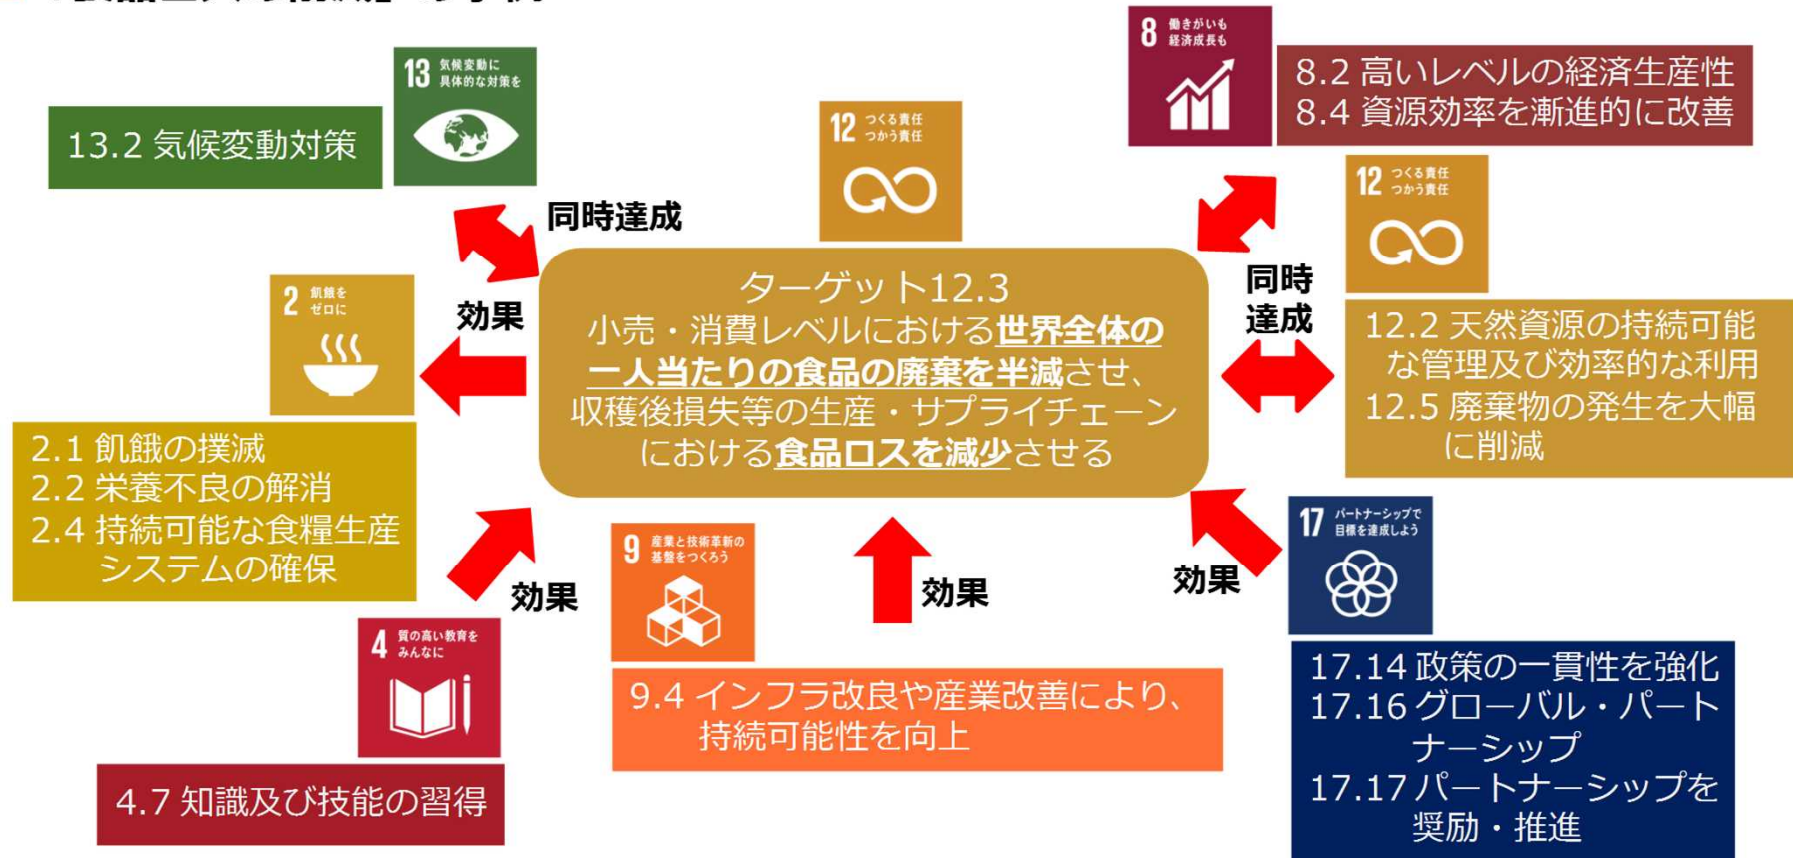 13 気候変動に
具体的な対策を
13.2 気候変動対策
12 つくる責任
つかう責任
8 働きがいも
経済成長も
8.2 高いレベルの経済生産性
8.4 資源効率を漸進的に改善
12 つくる責任
つかう責任
同時達成
同時
達成
2 飢餓を
ゼロに
効果
ターゲット12.3
小売・消費レベルにおける世界全体の
一人当たりの食品の廃棄を半減させ、
収穫後損失等の生産・サプライチェーン
における食品ロスを減少させる
12.2 天然資源の持続可能
な管理及び効率的な利用
12.5 廃棄物の発生を大幅
に削減
2.1 飢餓の撲滅
2.2 栄養不良の解消
2.4 持続可能な食糧生産
システムの確保
効果
9 産業と技術革新の
基盤をつくろう
効果
効果
17 パートナーシップで
目標を達成しよう
4 質の高い教育を
みんなに
4.7 知識及び技能の習得
9.4 インフラ改良や産業改善により、
持続可能性を向上
17.14 政策の一貫性を強化
17.16 グローバル・パート
ナーシップ
17.17 パートナーシップを
奨励・推進